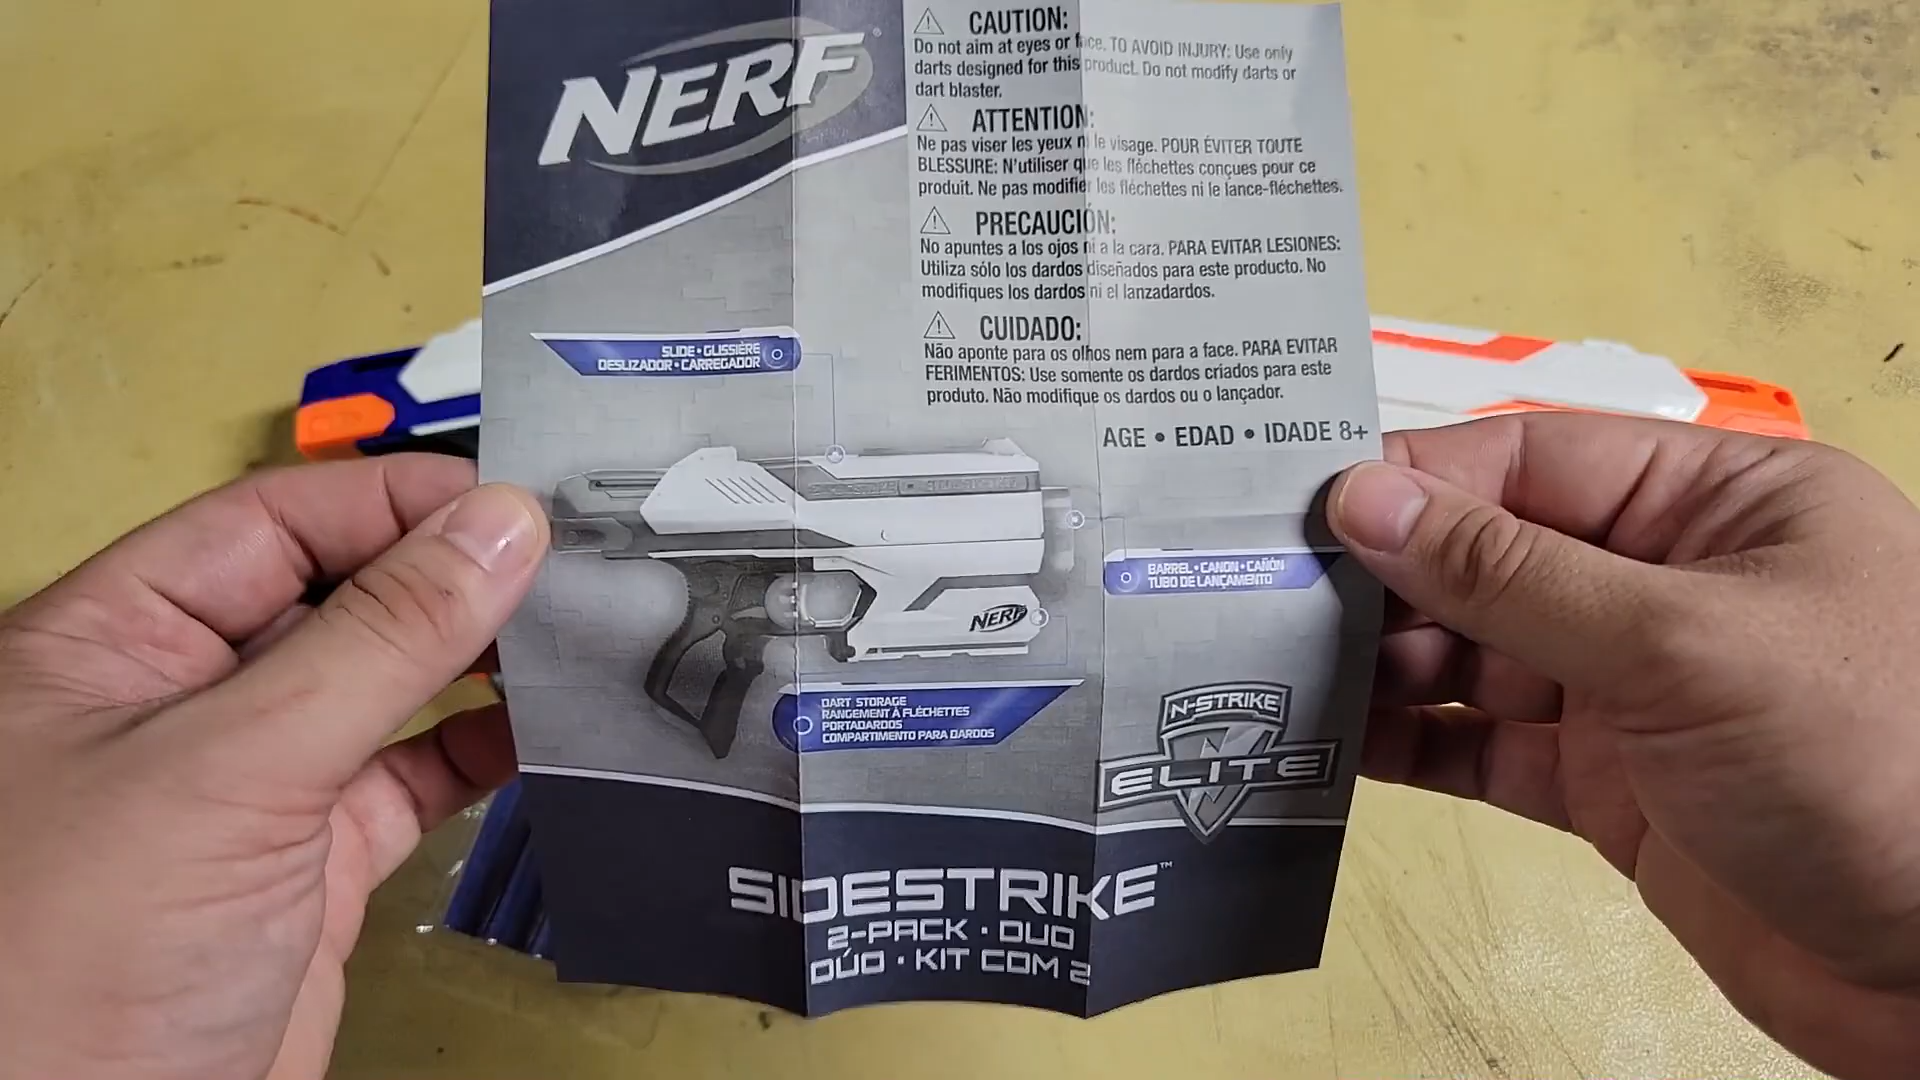 NERF
CAUTION:
Do not aim at eyes or face. TO AVOID INJURY: Use only
darts designed for this product. Do not modify darts or
dart blaster.
ATTENTION:
Ne pas viser les yeux ni le visage. POUR ÉVITER TOUTE
BLESSURE: N'utiliser que les fléchettes conçues pour ce
produit. Ne pas modifier les fléchettes ni le lance-fléchettes.
PRECAUCIÓN:
No apuntes a los ojos ni a la cara. PARA EVITAR LESIONES:
Utiliza sólo los dardos diseñados para este producto. No
modifiques los dardos ni el lanzadardos.
CUIDADO:
Não aponte para os olhos nem para a face. PARA EVITAR
FERIMENTOS: Use somente os dardos criados para este
produto. Não modifique os dardos ou o lançador.
AGE • EDAD • IDADE 8+
SLIDE • GLISSIÈRE
DESLIZADOR • CARREGADOR
BARREL • CANON • CAÑÓN
TUBO DE LANÇAMENTO
NERF
DART STORAGE
RANGEMENT À FLÉCHETTES
PORTADARDOS
COMPARTIMENTO PARA DARDOS
N-STRIKE
ELITE
SIDESTRIKE™
2-PACK • DUO
DÚO • KIT COM 2